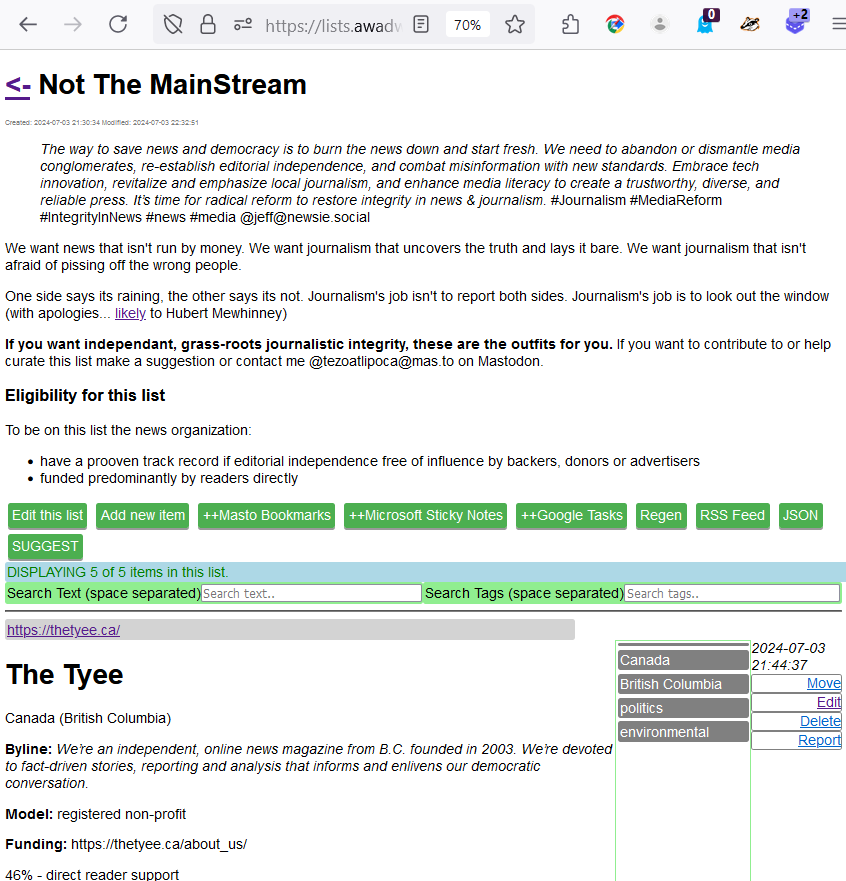 https://lists.awadw
70%
0
+2
<- Not The MainStream
Created: 2024-07-03 21:30:34 Modified: 2024-07-03 22:32:51
The way to save news and democracy is to burn the news down and start fresh. We need to abandon or dismantle media
conglomerates, re-establish editorial independence, and combat misinformation with new standards. Embrace tech
innovation, revitalize and emphasize local journalism, and enhance media literacy to create a trustworthy, diverse, and
reliable press. It's time for radical reform to restore integrity in news & journalism. #Journalism #MediaReform
#IntegrityInNews #news #media @jeff@newsie.social
We want news that isn't run by money. We want journalism that uncovers the truth and lays it bare. We want journalism that isn't
afraid of pissing off the wrong people.
One side says its raining, the other says its not. Journalism's job isn't to report both sides. Journalism's job is to look out the window
(with apologies... likely to Hubert Mewhinney)
If you want independant, grass-roots journalistic integrity, these are the outfits for you. If you want to contribute to or help
curate this list make a suggestion or contact me @tezoatlipoca@mas.to on Mastodon.
Eligibility for this list
To be on this list the news organization:
• have a prooven track record if editorial independence free of influence by backers, donors or advertisers
• funded predominantly by readers directly
Edit this list Add new item ++Masto Bookmarks ++Microsoft Sticky Notes ++Google Tasks Regen RSS Feed JSON
SUGGEST
DISPLAYING 5 of 5 items in this list.
Search Text (space separated) Search text.. Search Tags (space separated) Search tags..
https://thetyee.ca/
The Tyee
Canada (British Columbia)
Byline: We're an independent, online news magazine from B.C. founded in 2003. We're devoted
to fact-driven stories, reporting and analysis that informs and enlivens our democratic
conversation.
Model: registered non-profit
Funding: https://thetyee.ca/about_us/
46% - direct reader support
Canada
British Columbia
politics
environmental
2024-07-03
21:44:37
Move
Edit
Delete
Report